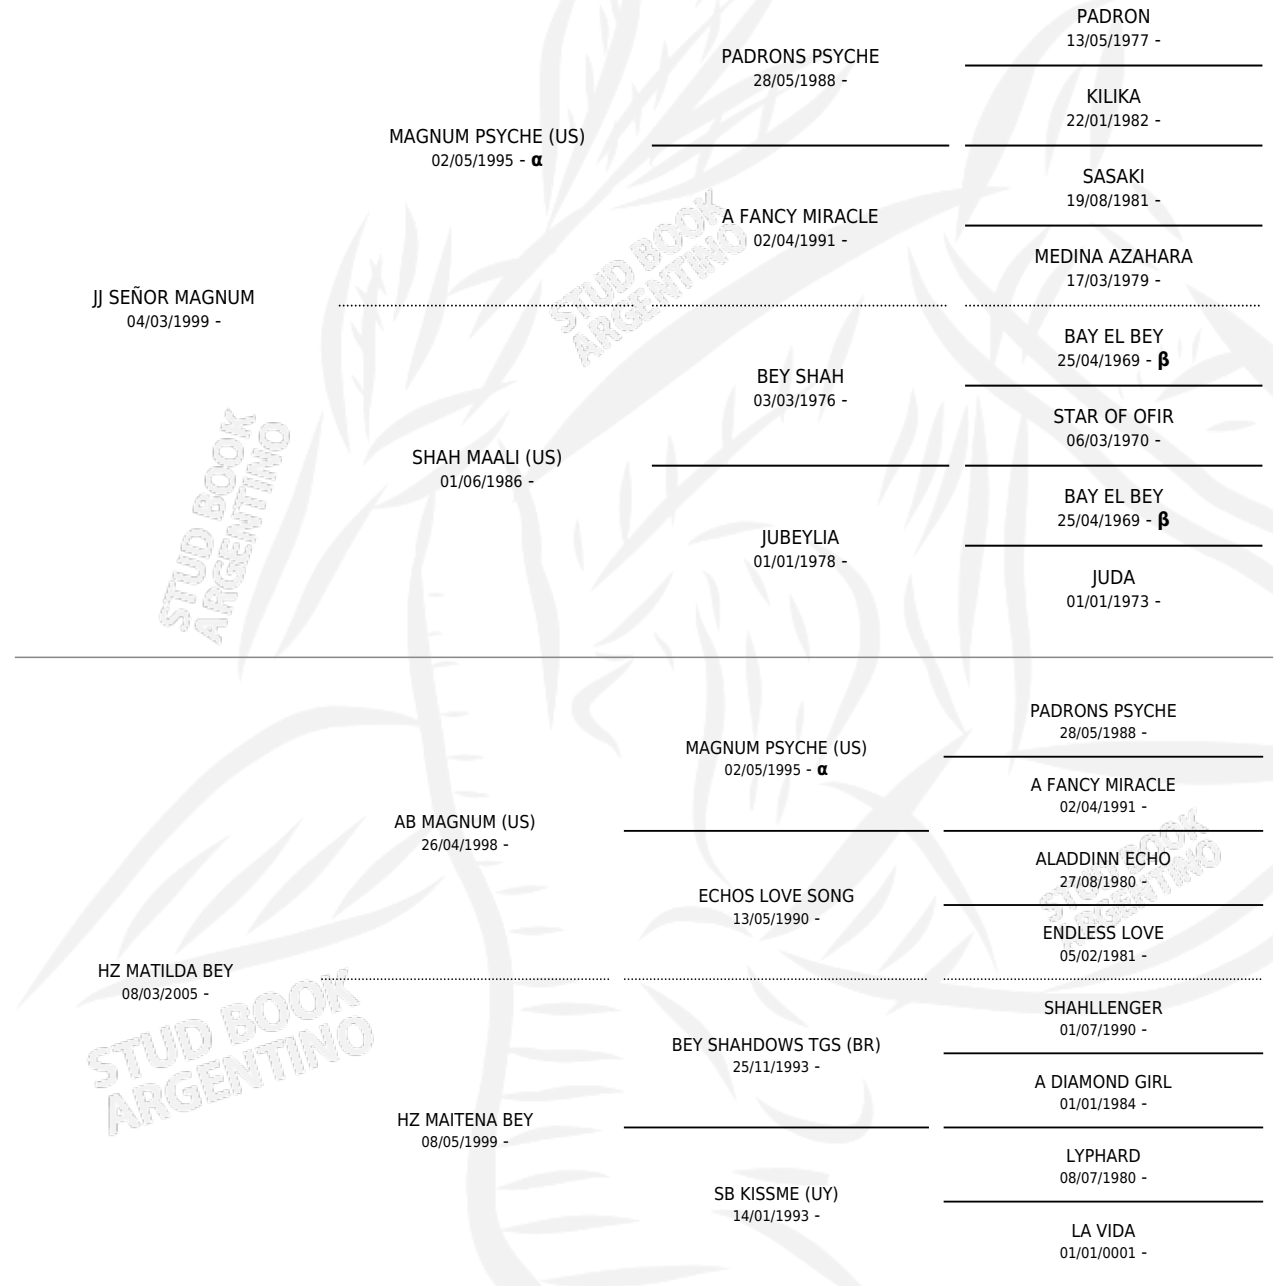 PADRON
13/05/1977 -
PADRONS PSYCHE
28/05/1988 -
KILIKA
22/01/1982 -
MAGNUM PSYCHE (US)
02/05/1995 - α
SASAKI
19/08/1981 -
A FANCY MIRACLE
02/04/1991 -
MEDINA AZAHARA
17/03/1979 -
JJ SEÑOR MAGNUM
04/03/1999 -
BAY EL BEY
25/04/1969 - β
BEY SHAH
03/03/1976 -
STAR OF OFIR
06/03/1970 -
SHAH MAALI (US)
01/06/1986 -
BAY EL BEY
25/04/1969 - β
JUBEYLIA
01/01/1978 -
JUDA
01/01/1973 -
STUD BOOK
ARGENTINO
STUD BOOK
ARGENTINO
PADRONS PSYCHE
28/05/1988 -
MAGNUM PSYCHE (US)
02/05/1995 - α
A FANCY MIRACLE
02/04/1991 -
AB MAGNUM (US)
26/04/1998 -
ALADDINN ECHO
27/08/1980 -
ECHOS LOVE SONG
13/05/1990 -
ENDLESS LOVE
05/02/1981 -
HZ MATILDA BEY
08/03/2005 -
SHAHLLENGER
01/07/1990 -
BEY SHAHDOWS TGS (BR)
25/11/1993 -
A DIAMOND GIRL
01/01/1984 -
HZ MAITENA BEY
08/05/1999 -
LYPHARD
08/07/1980 -
SB KISSME (UY)
14/01/1993 -
LA VIDA
01/01/0001 -
STUD BOOK
ARGENTINO
STUD BOOK
ARGENTINO